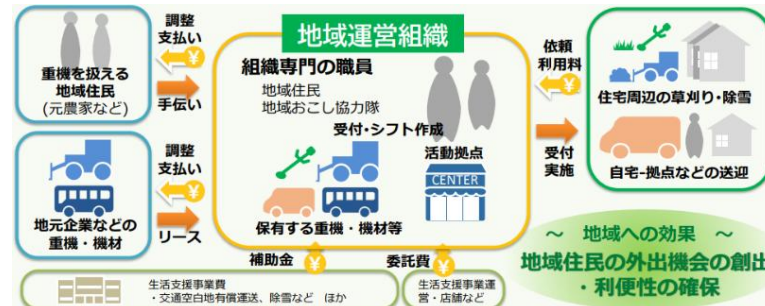 地域運営組織
調整
支払い
重機を扱える
地域住民
(元農家など)
手伝い
調整
支払い
地元企業などの
重機・機材
リース
組織専門の職員
地域住民
地域おこし協力隊
受付・シフト作成
活動拠点
CENTER
保有する重機・機材等
依頼
利用料
受付
実施
住宅周辺の草刈り・除雪
自宅-拠点などの送迎
補助金
委託費
生活支援事業費
・交通空白地有償運送、除雪など ほか
生活支援事業運
営・店舗など
~ 地域への効果 ~
地域住民の外出機会の創出
・利便性の確保